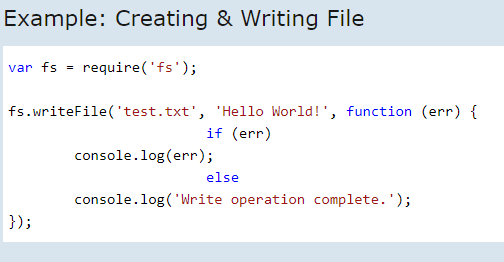 Example: Creating & Writing File
var fs = require('fs');
fs.writeFile('test.txt', 'Hello World!', function (err) {
if (err)
console.log(err);
else
console.log('Write operation complete.');
});